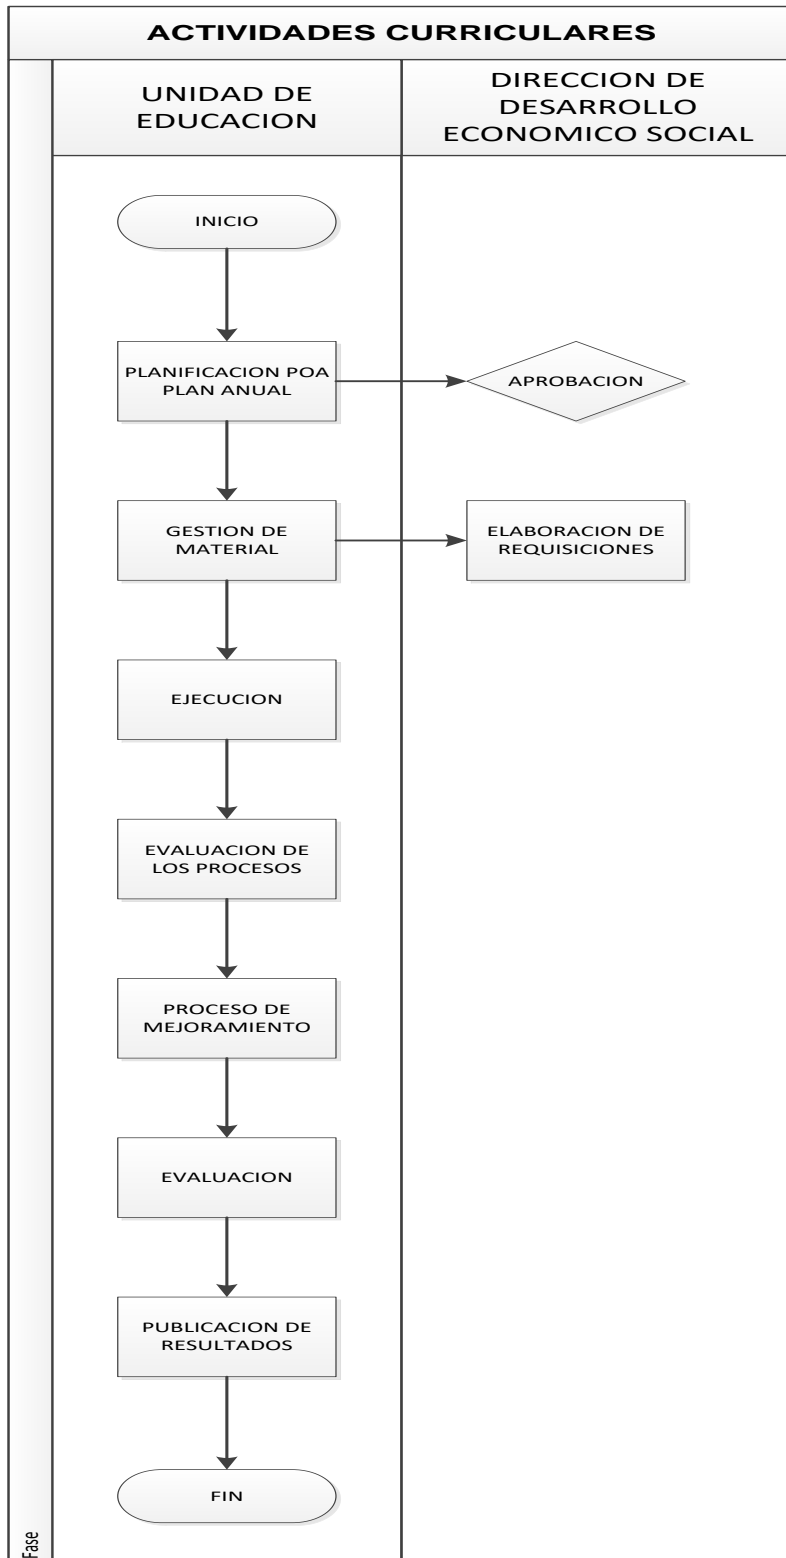 ACTIVIDADES CURRICULARES
UNIDAD DE
EDUCACION
DIRECCION DE
DESARROLLO
ECONOMICO SOCIAL
INICIO
PLANIFICACION POA
PLAN ANUAL
APROBACION
GESTION DE
MATERIAL
ELABORACION DE
REQUISICIONES
EJECUCION
EVALUACION DE
LOS PROCESOS
PROCESO DE
MEJORAMIENTO
EVALUACION
PUBLICACION DE
RESULTADOS
FIN
Fase